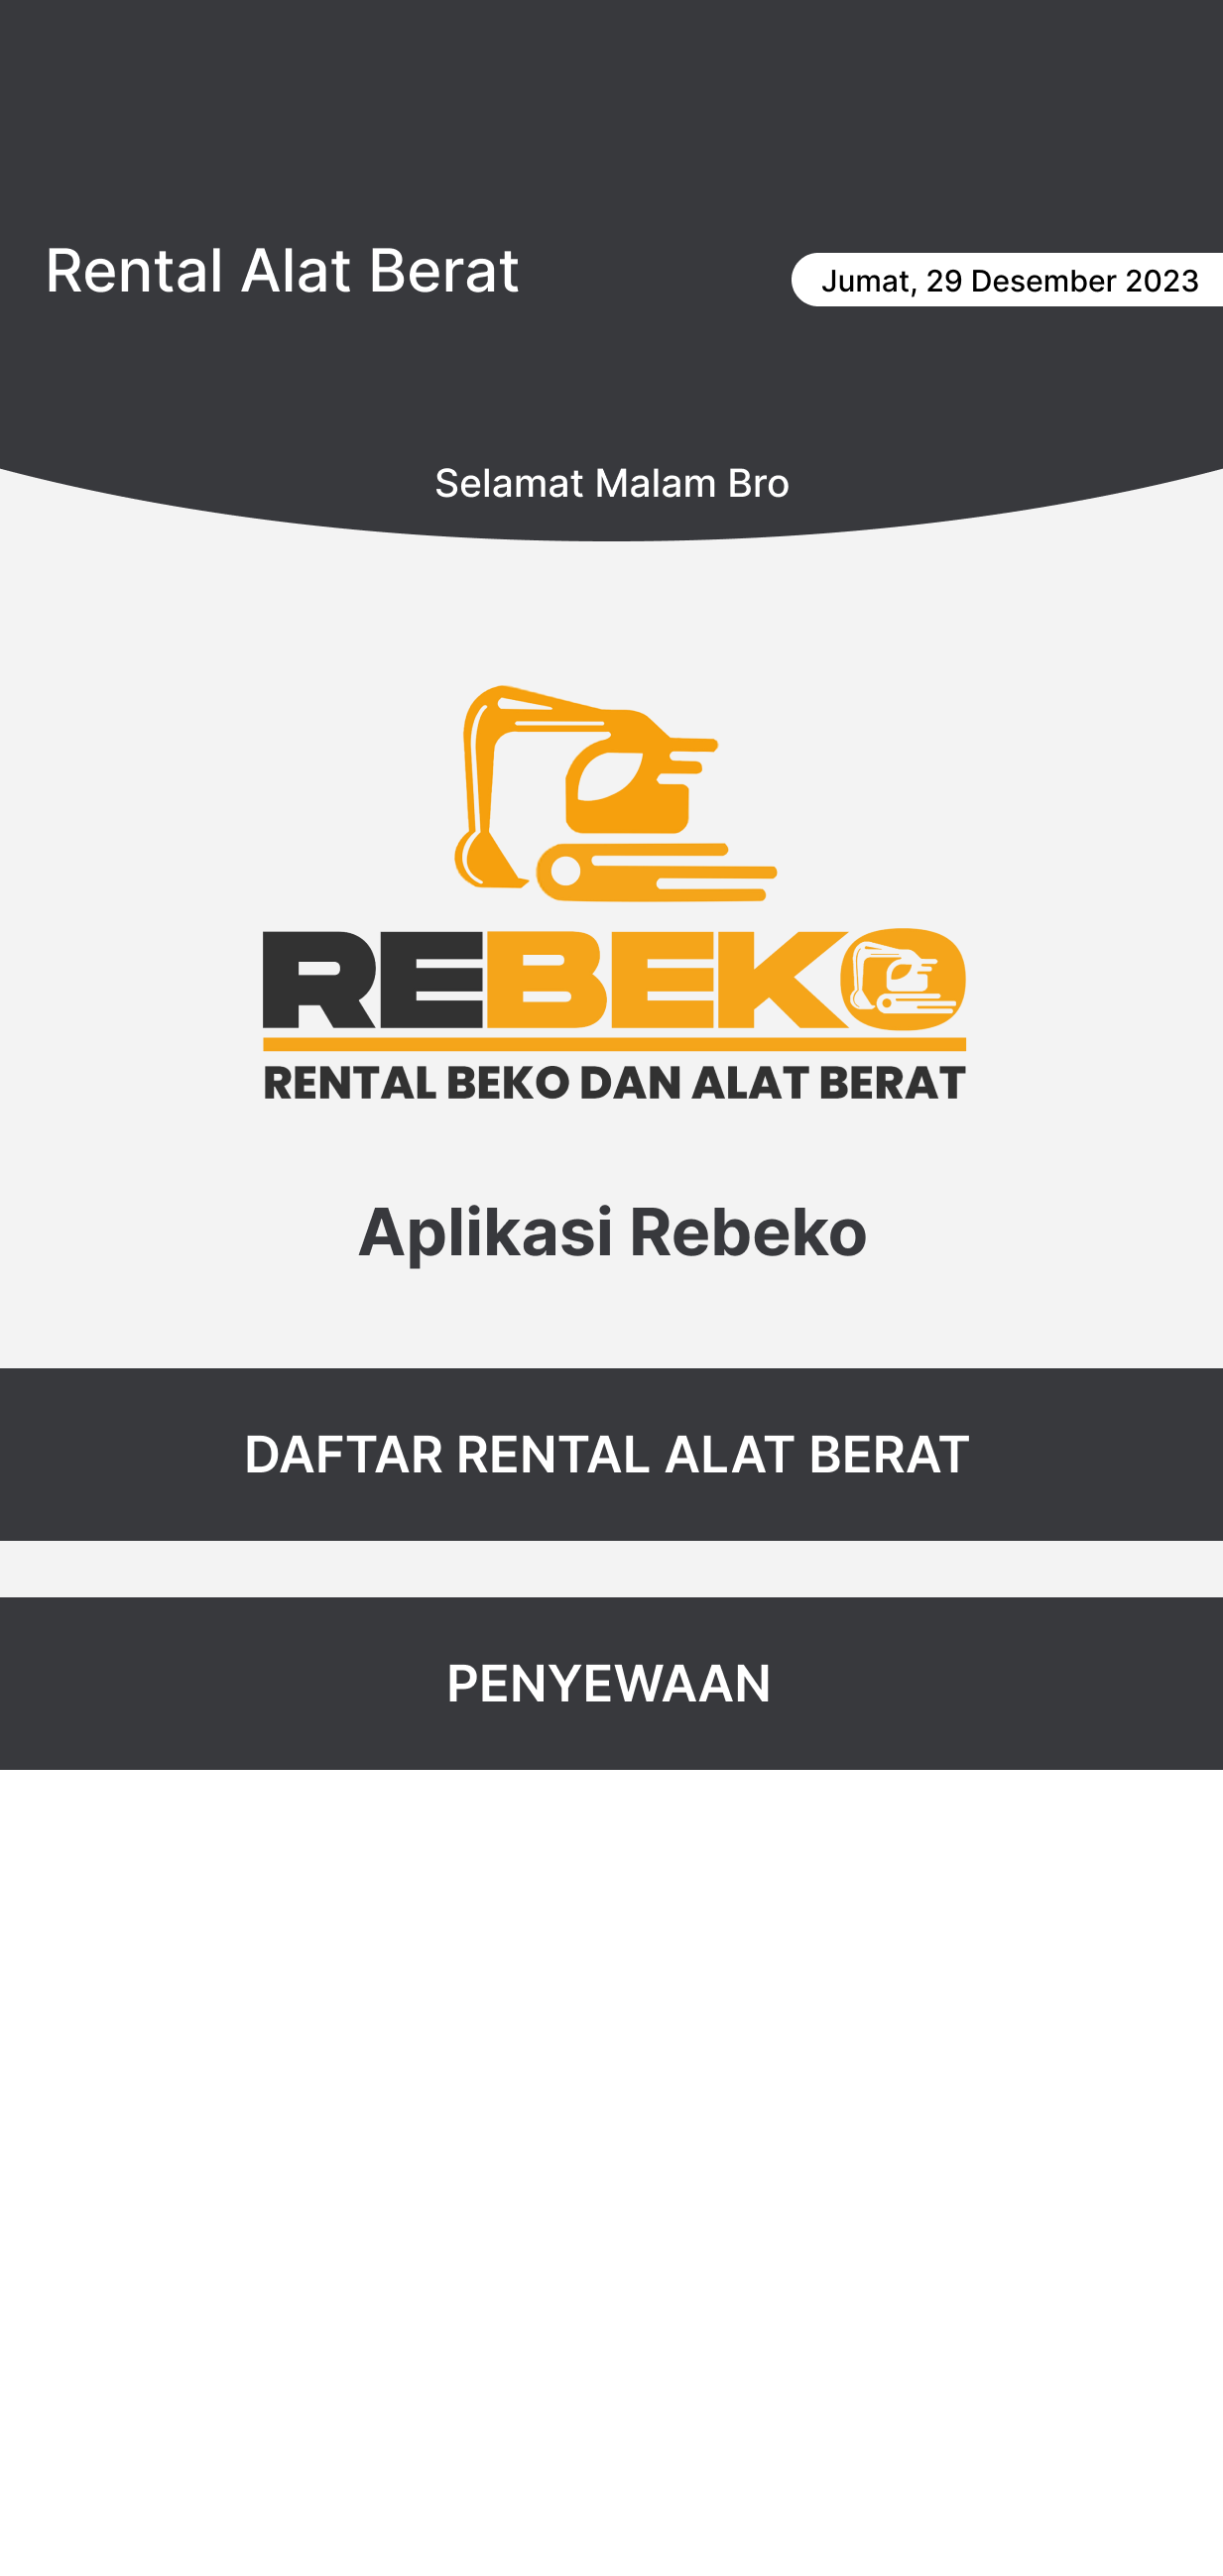 Rental Alat Berat
Jumat, 29 Desember 2023
Selamat Malam Bro
REBEKO
RENTAL BEKO DAN ALAT BERAT
Aplikasi Rebeko
DAFTAR RENTAL ALAT BERAT
PENYEWAAN